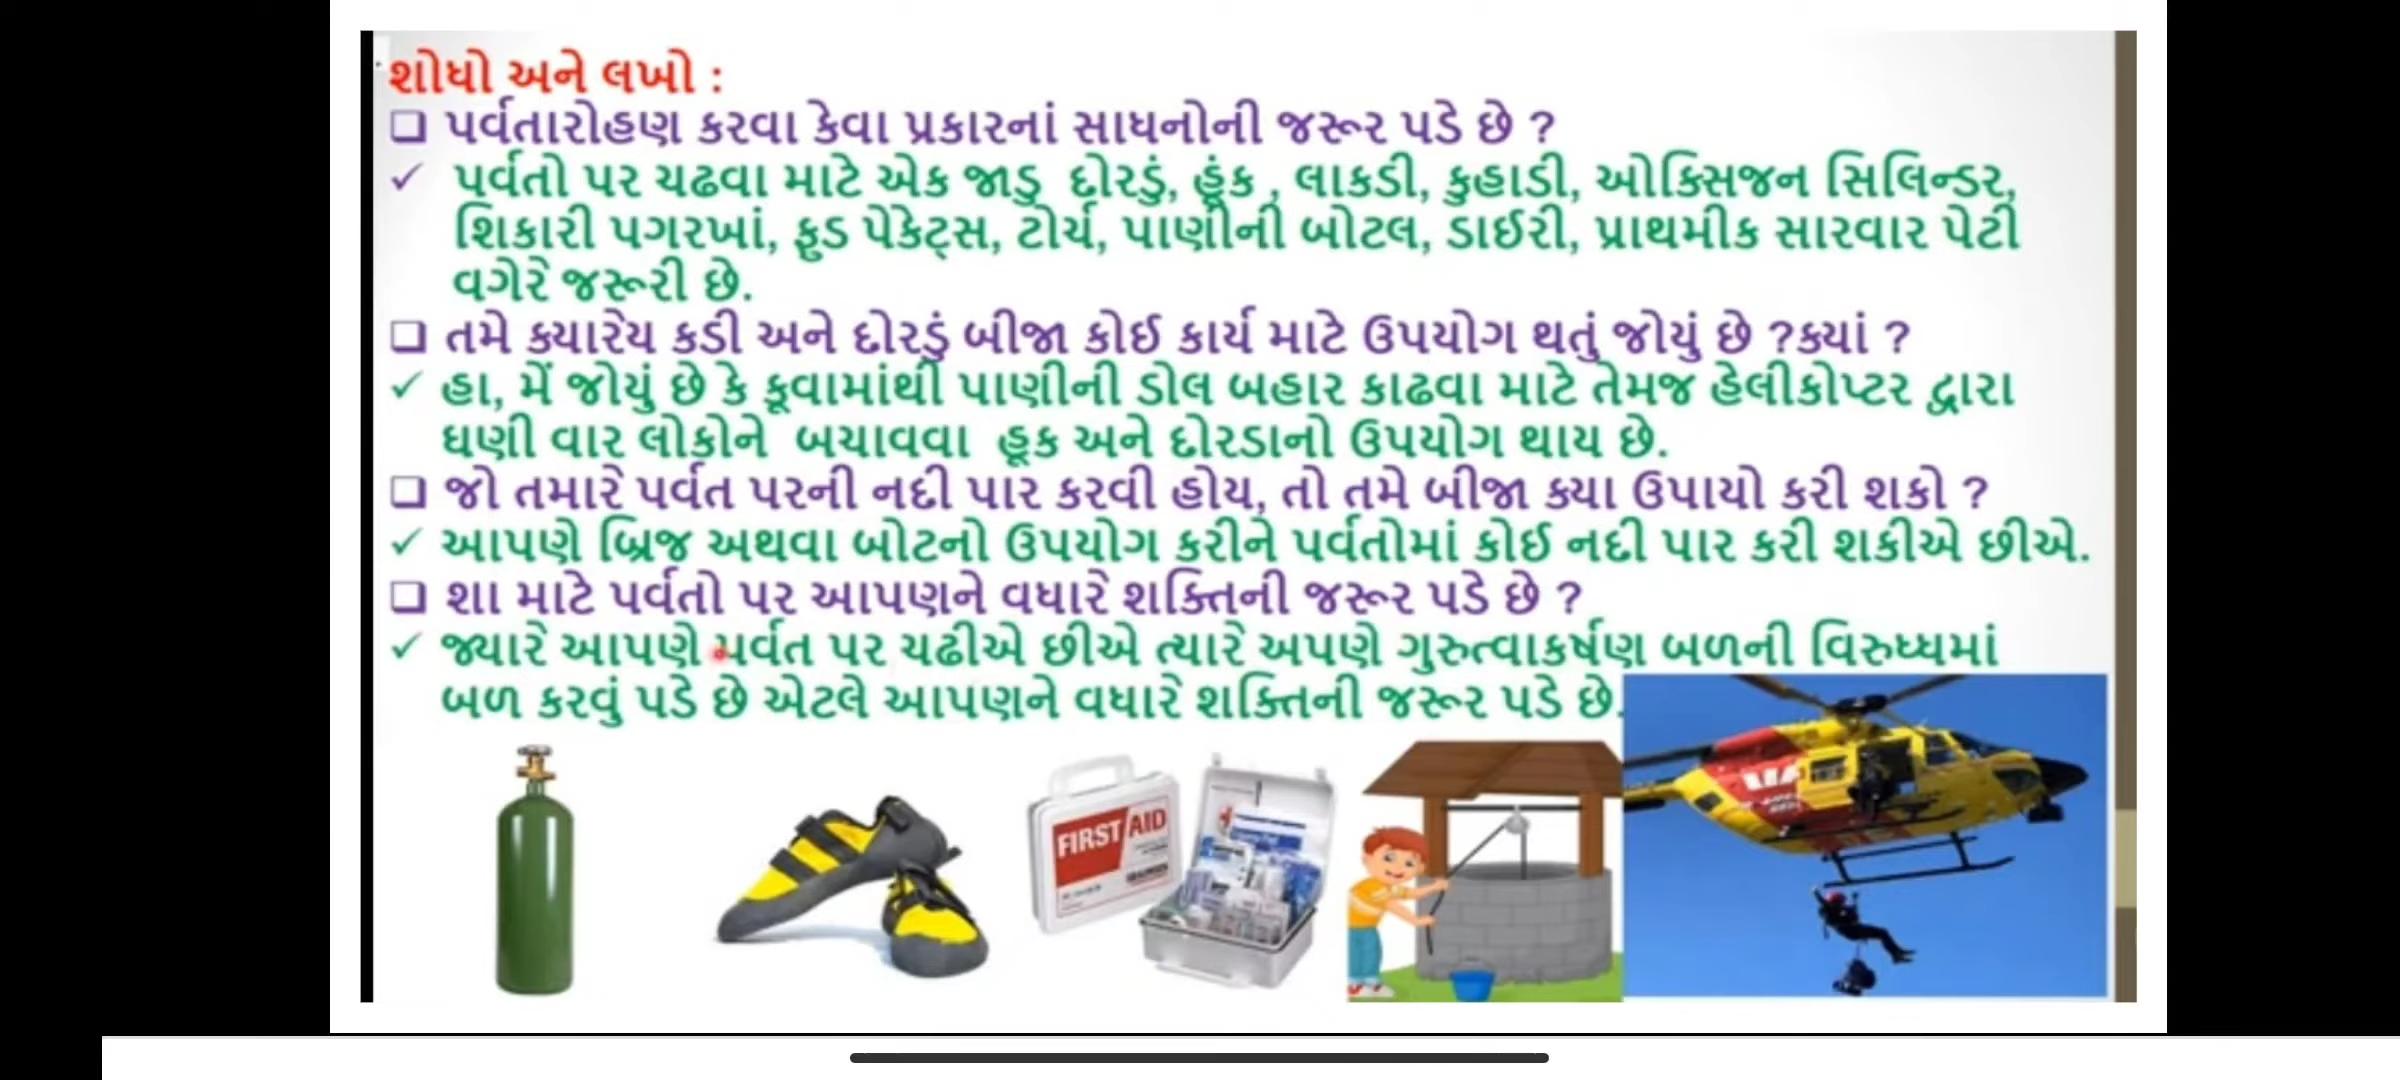 શોધો અને લખો :
❑ પર્વતારોહણ કરવા કેવા પ્રકારનાં સાધનોની જરૂર પડે છે ?
✓ પર્વતો પર ચઢવા માટે એક જાડુ દોરડું, હૂંક , લાકડી, કુહાડી, ઓક્સિજન સિલિન્ડર,
શિકારી પગરખાં, ફુડ પેકેટ્સ, ટોર્ચ, પાણીની બોટલ, ડાઈરી, પ્રાથમીક સારવાર પેટી
વગેરે જરૂરી છે.
❑ તમે ક્યારેય કડી અને દોરડું બીજા કોઈ કાર્ય માટે ઉપયોગ થતું જોયું છે ?ક્યાં ?
✓ હા, મેં જોયું છે કે કૂવામાંથી પાણીની ડોલ બહાર કાઢવા માટે તેમજ હેલીકોપ્ટર દ્વારા
ઘણી વાર લોકોને બચાવવા હૂક અને દોરડાનો ઉપયોગ થાય છે.
❑ જો તમારે પર્વત પરની નદી પાર કરવી હોય, તો તમે બીજા ક્યા ઉપાયો કરી શકો ?
✓ આપણે બ્રિજ અથવા બોટનો ઉપયોગ કરીને પર્વતોમાં કોઈ નદી પાર કરી શકીએ છીએ.
❑ શા માટે પર્વતો પર આપણને વધારે શક્તિની જરૂર પડે છે ?
✓ જ્યારે આપણે પર્વત પર ચઢીએ છીએ ત્યારે અપણે ગુરુત્વાકર્ષણ બળની વિરુધ્ધમાં
બળ કરવું પડે છે એટલે આપણને વધારે શક્તિની જરૂર પડે છે.
FIRST AID